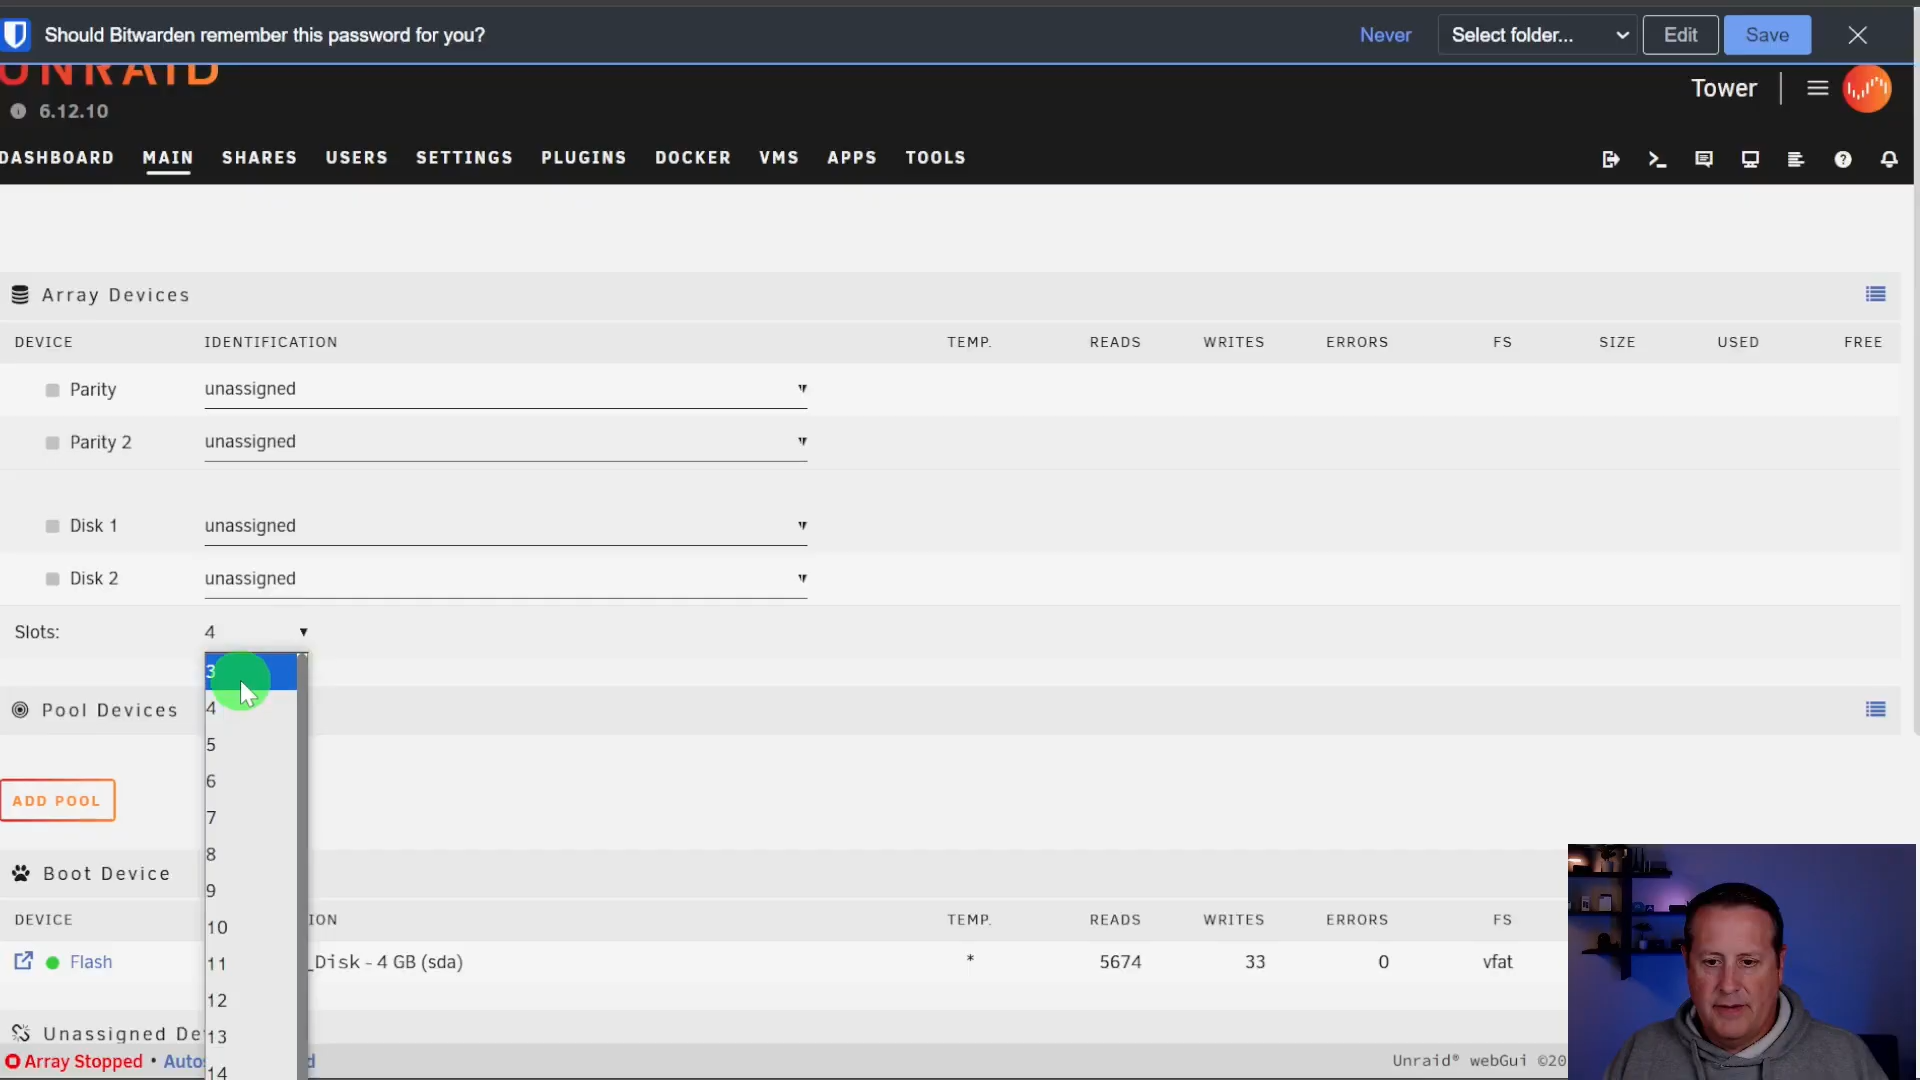 Should Bitwarden remember this password for you? Never Select folder... Edit Save
UNRAID
6.12.10
Tower
DASHBOARD MAIN SHARES USERS SETTINGS PLUGINS DOCKER VMS APPS TOOLS
Array Devices
DEVICE IDENTIFICATION TEMP. READS WRITES ERRORS FS SIZE USED FREE
Parity unassigned
Parity 2 unassigned
Disk 1 unassigned
Disk 2 unassigned
Slots: 4
3
4
5
6
7
8
9
10
11
12
13
14
Pool Devices
ADD POOL
Boot Device
DEVICE ION TEMP. READS WRITES ERRORS FS
Flash _Disk - 4 GB (sda) * 5674 33 0 vfat
Unassigned De
Array Stopped • Auto d Unraid® webGui ©20